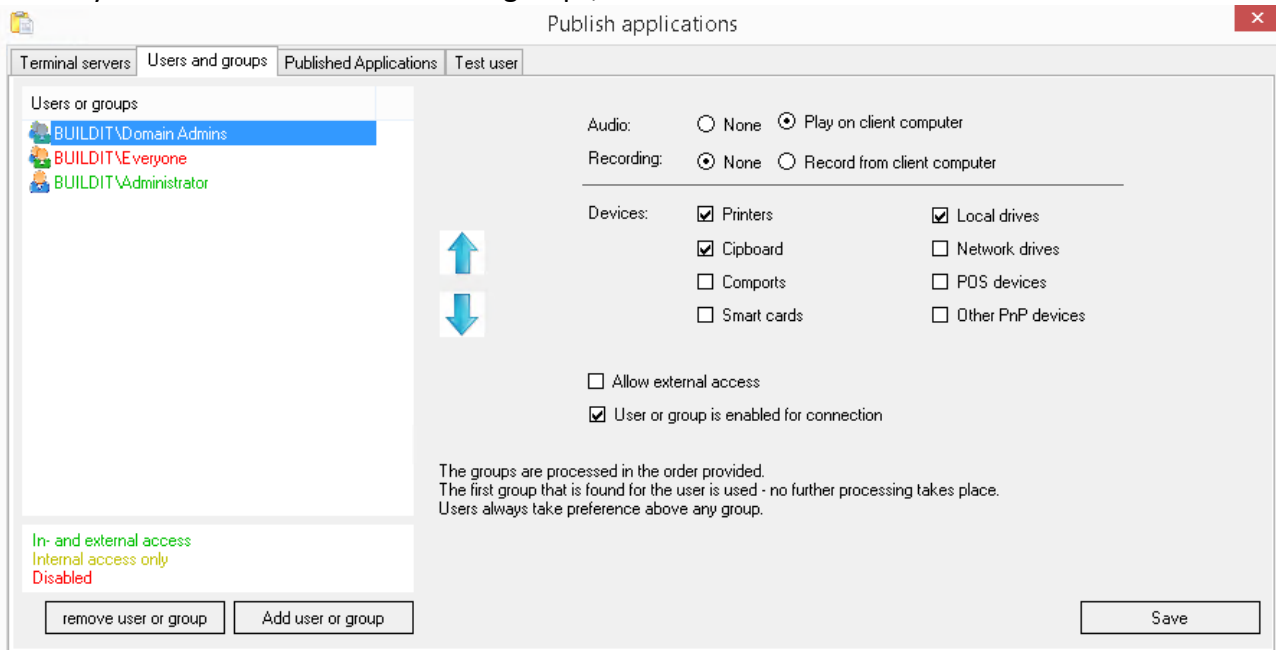 Publish applications
Terminal servers Users and groups Published Applications Test user
Users or groups
BUILDIT\Domain Admins
BUILDIT\Everyone
BUILDIT\Administrator
Audio: None Play on client computer
Recording: None Record from client computer
Devices: Printers Local drives
Cipboard Network drives
Comports POS devices
Smart cards Other PnP devices
Allow external access
User or group is enabled for connection
The groups are processed in the order provided.
The first group that is found for the user is used - no further processing takes place.
Users always take preference above any group.
In- and external access
Internal access only
Disabled
remove user or group Add user or group Save